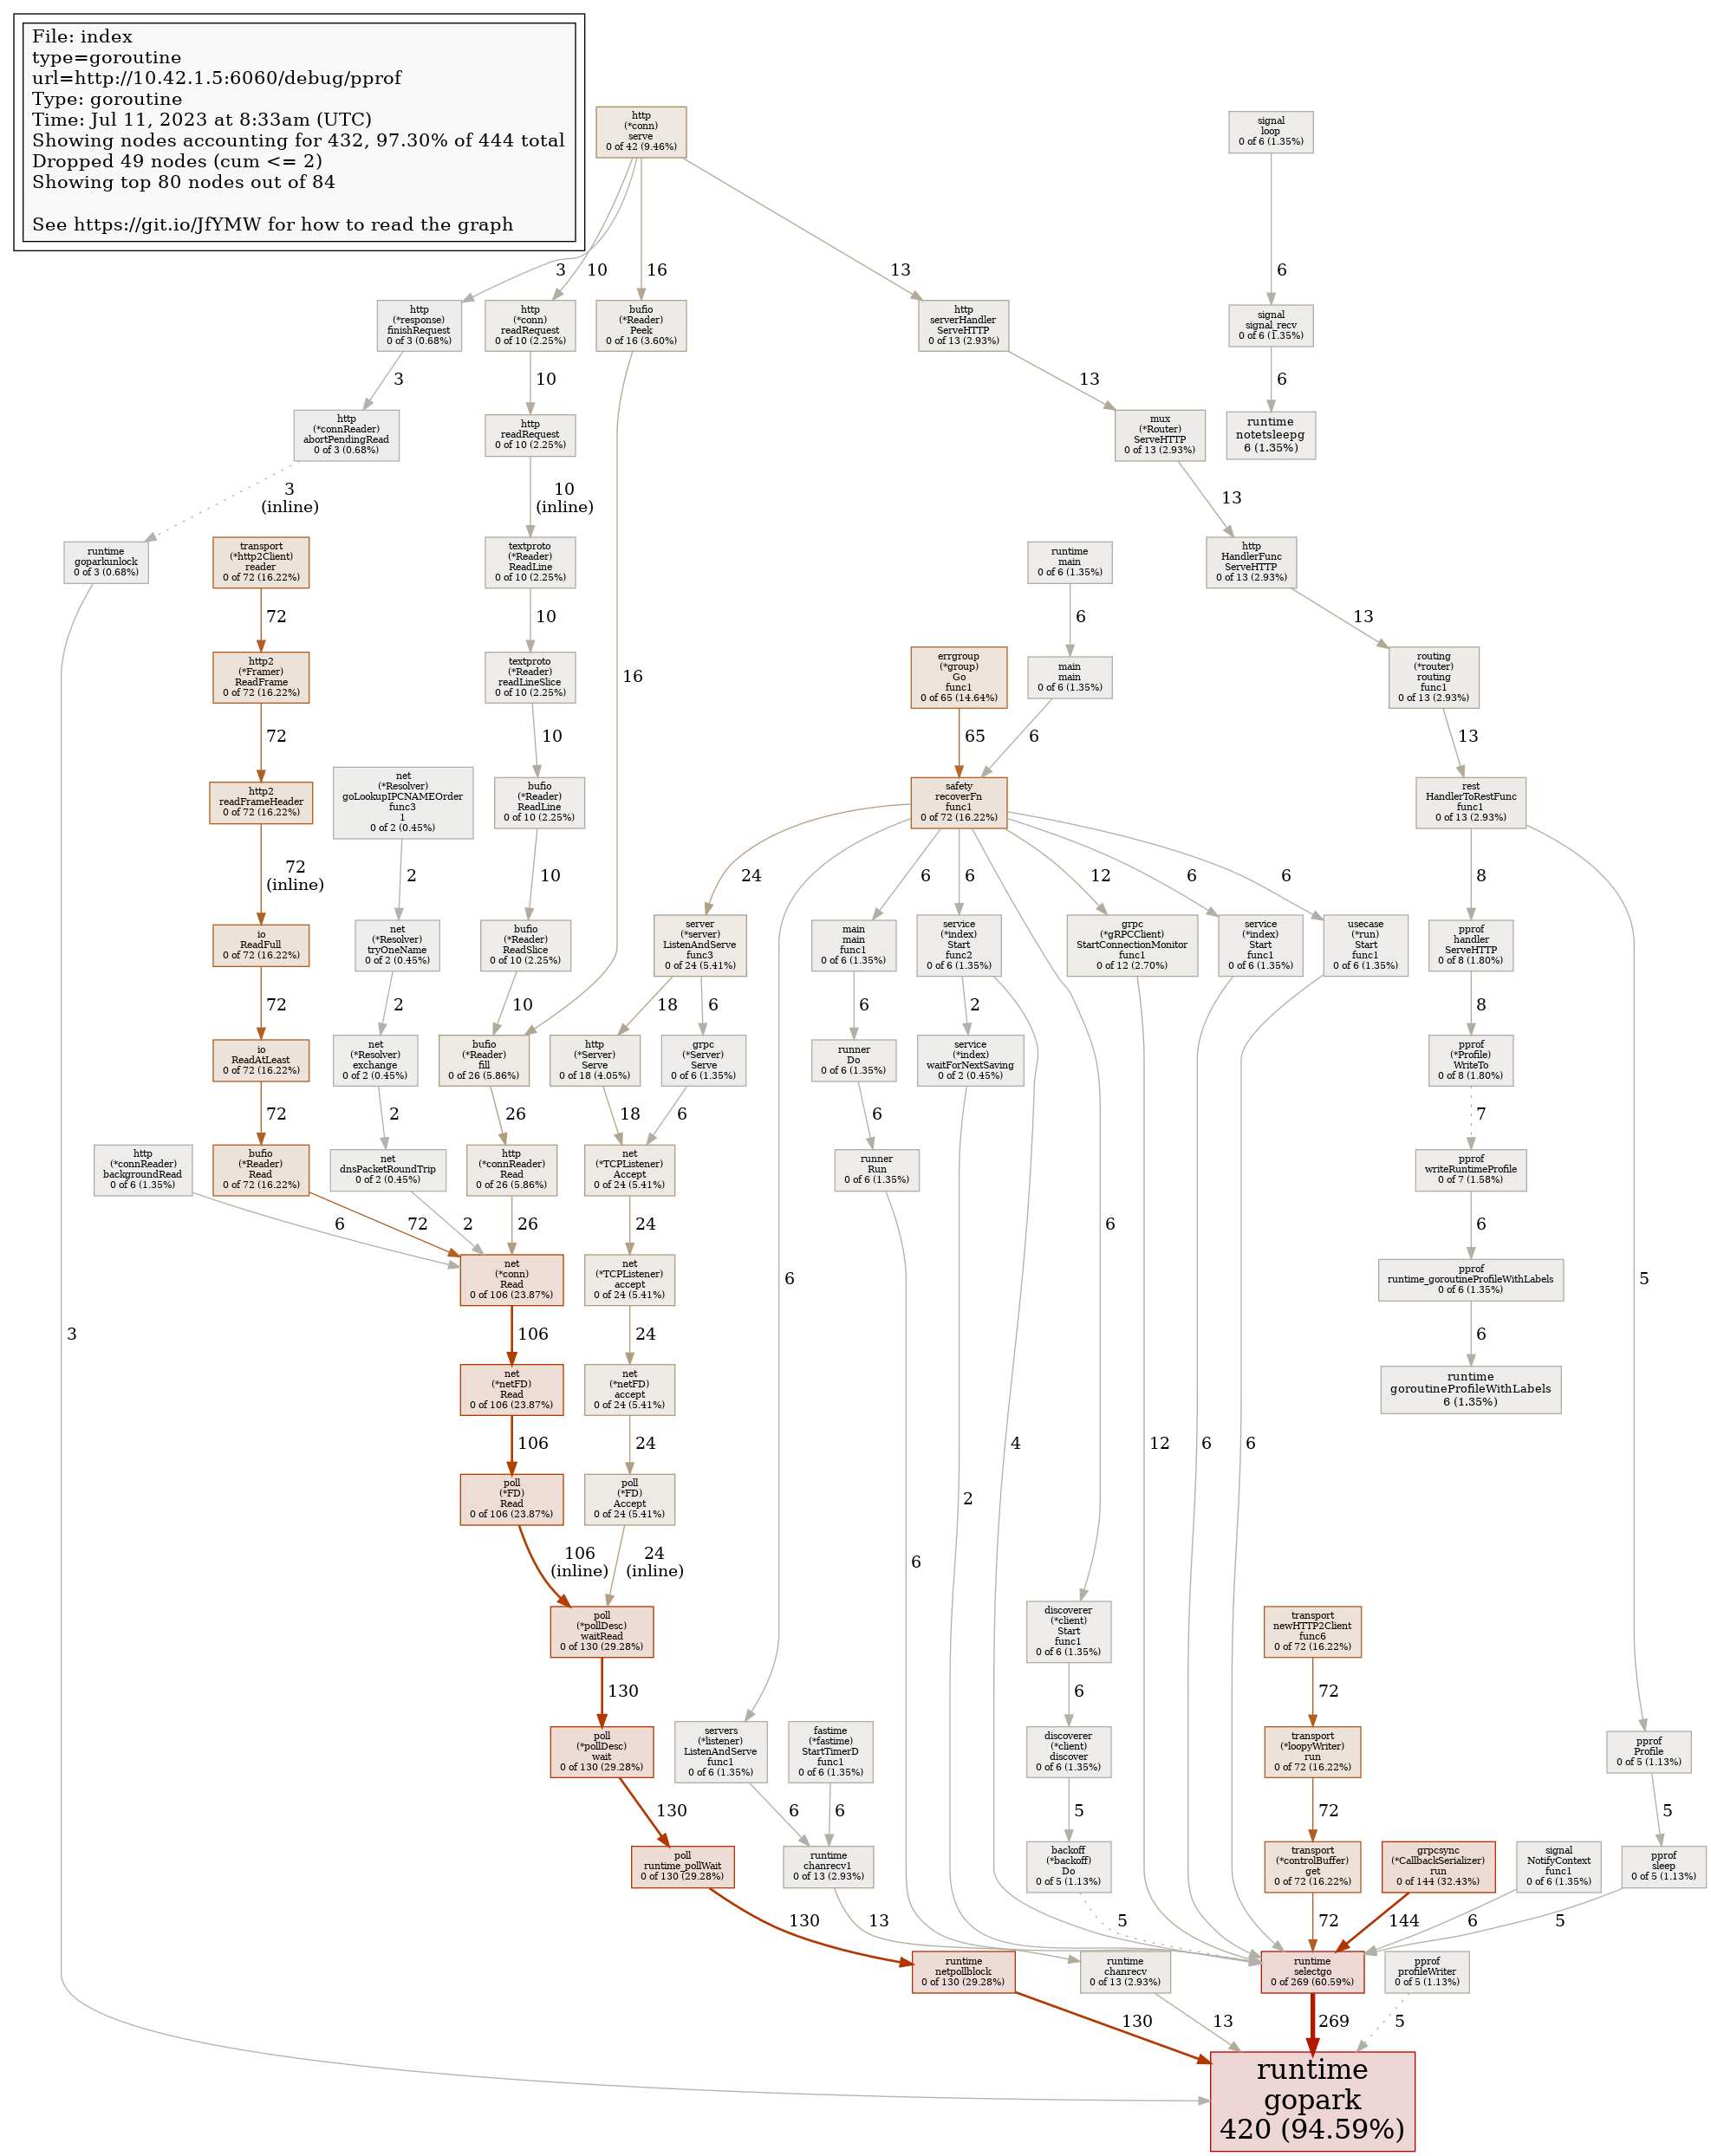 File: index
type=goroutine
url=http://10.42.1.5:6060/debug/pprof
Type: goroutine
Time: Jul 11, 2023 at 8:33am (UTC)
Showing nodes accounting for 432, 97.30% of 444 total
Dropped 49 nodes (cum <= 2)
Showing top 80 nodes out of 84
See https://git.io/JfYMW for how to read the graph
http
(*conn)
serve
0 of 42 (9.46%)
signal
loop
0 of 6 (1.35%)
3
10
16
13
6
http
(*response)
finishRequest
0 of 3 (0.68%)
http
(*conn)
readRequest
0 of 10 (2.25%)
bufio
(*Reader)
Peek
0 of 16 (3.60%)
http
serverHandler
ServeHTTP
0 of 13 (2.93%)
signal
signal_recv
0 of 6 (1.35%)
3
10
13
6
http
(*connReader)
abortPendingRead
0 of 3 (0.68%)
http
readRequest
0 of 10 (2.25%)
mux
(*Router)
ServeHTTP
0 of 13 (2.93%)
runtime
notetsleepg
6 (1.35%)
3
(inline)
10
(inline)
13
runtime
goparkunlock
0 of 3 (0.68%)
transport
(*http2Client)
reader
0 of 72 (16.22%)
textproto
(*Reader)
ReadLine
0 of 10 (2.25%)
runtime
main
0 of 6 (1.35%)
http
HandlerFunc
ServeHTTP
0 of 13 (2.93%)
72
10
6
13
http2
(*Framer)
ReadFrame
0 of 72 (16.22%)
textproto
(*Reader)
readLineSlice
0 of 10 (2.25%)
16
errgroup
(*group)
Go
func1
0 of 65 (14.64%)
main
main
0 of 6 (1.35%)
routing
(*router)
routing
func1
0 of 13 (2.93%)
72
10
65
6
13
http2
readFrameHeader
0 of 72 (16.22%)
net
(*Resolver)
goLookupIPCNAMEOrder
func3
1
0 of 2 (0.45%)
bufio
(*Reader)
ReadLine
0 of 10 (2.25%)
safety
recoverFn
func1
0 of 72 (16.22%)
rest
HandlerToRestFunc
func1
0 of 13 (2.93%)
72
(inline)
2
10
24
6
6
12
6
6
8
io
ReadFull
0 of 72 (16.22%)
net
(*Resolver)
tryOneName
0 of 2 (0.45%)
bufio
(*Reader)
ReadSlice
0 of 10 (2.25%)
server
(*server)
ListenAndServe
func3
0 of 24 (5.41%)
main
main
func1
0 of 6 (1.35%)
service
(*index)
Start
func2
0 of 6 (1.35%)
grpc
(*gRPCClient)
StartConnectionMonitor
func1
0 of 12 (2.70%)
service
(*index)
Start
func1
0 of 6 (1.35%)
usecase
(*run)
Start
func1
0 of 6 (1.35%)
pprof
handler
ServeHTTP
0 of 8 (1.80%)
72
2
10
18
6
6
2
8
io
ReadAtLeast
0 of 72 (16.22%)
net
(*Resolver)
exchange
0 of 2 (0.45%)
bufio
(*Reader)
fill
0 of 26 (5.86%)
http
(*Server)
Serve
0 of 18 (4.05%)
grpc
(*Server)
Serve
0 of 6 (1.35%)
runner
Do
0 of 6 (1.35%)
service
(*index)
waitForNextSaving
0 of 2 (0.45%)
pprof
(*Profile)
WriteTo
0 of 8 (1.80%)
72
2
26
18
6
6
7
http
(*connReader)
backgroundRead
0 of 6 (1.35%)
bufio
(*Reader)
Read
0 of 72 (16.22%)
net
dnsPacketRoundTrip
0 of 2 (0.45%)
http
(*connReader)
Read
0 of 26 (5.86%)
net
(*TCPListener)
Accept
0 of 24 (5.41%)
runner
Run
0 of 6 (1.35%)
pprof
writeRuntimeProfile
0 of 7 (1.58%)
6
72
2
26
24
6
6
net
(*conn)
Read
0 of 106 (23.87%)
net
(*TCPListener)
accept
0 of 24 (5.41%)
6
pprof
runtime_goroutineProfileWithLabels
0 of 6 (1.35%)
5
3
106
24
6
net
(*netFD)
Read
0 of 106 (23.87%)
net
(*netFD)
accept
0 of 24 (5.41%)
runtime
goroutineProfileWithLabels
6 (1.35%)
106
24
4
12
6
6
poll
(*FD)
Read
0 of 106 (23.87%)
poll
(*FD)
Accept
0 of 24 (5.41%)
2
106
(inline)
24
(inline)
6
poll
(*pollDesc)
waitRead
0 of 130 (29.28%)
discoverer
(*client)
Start
func1
0 of 6 (1.35%)
transport
newHTTP2Client
func6
0 of 72 (16.22%)
130
6
72
poll
(*pollDesc)
wait
0 of 130 (29.28%)
servers
(*listener)
ListenAndServe
func1
0 of 6 (1.35%)
fastime
(*fastime)
StartTimerD
func1
0 of 6 (1.35%)
discoverer
(*client)
discover
0 of 6 (1.35%)
transport
(*loopyWriter)
run
0 of 72 (16.22%)
pprof
Profile
0 of 5 (1.13%)
130
6
6
5
72
5
poll
runtime_pollWait
0 of 130 (29.28%)
runtime
chanrecv1
0 of 13 (2.93%)
backoff
(*backoff)
Do
0 of 5 (1.13%)
transport
(*controlBuffer)
get
0 of 72 (16.22%)
grpcsync
(*CallbackSerializer)
run
0 of 144 (32.43%)
signal
NotifyContext
func1
0 of 6 (1.35%)
pprof
sleep
0 of 5 (1.13%)
130
13
5
72
144
6
5
runtime
netpollblock
0 of 130 (29.28%)
runtime
chanrecv
0 of 13 (2.93%)
runtime
selectgo
0 of 269 (60.59%)
pprof
profileWriter
0 of 5 (1.13%)
130
13
269
5
runtime
gopark
420 (94.59%)